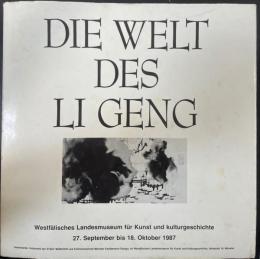 DIE WELT
DES
LI GENG
Westfälisches Landesmuseum für Kunst und kulturgeschichte
27. September bis 18. Oktober 1987